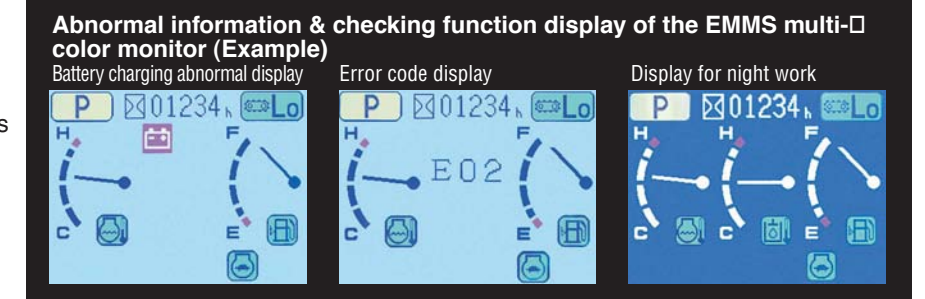 Abnormal information & checking function display of the EMMS multi-□
color monitor (Example)
Battery charging abnormal display
Error code display
Display for night work
s
P 01234h Lo
H F
C E
P 01234h Lo
H F
E02
C E
P 01234h Lo
H H F
C C E